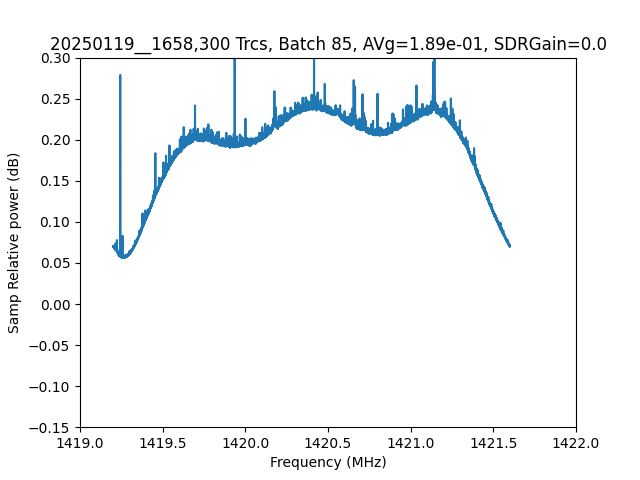 20250119__1658,300 Trcs, Batch 85, AVg=1.89e-01, SDRGain=0.0
0.30
0.25
0.20
0.15
0.10
0.05
0.00
−0.05
−0.10
−0.15
Samp Relative power (dB)
1419.0 1419.5 1420.0 1420.5 1421.0 1421.5 1422.0
Frequency (MHz)